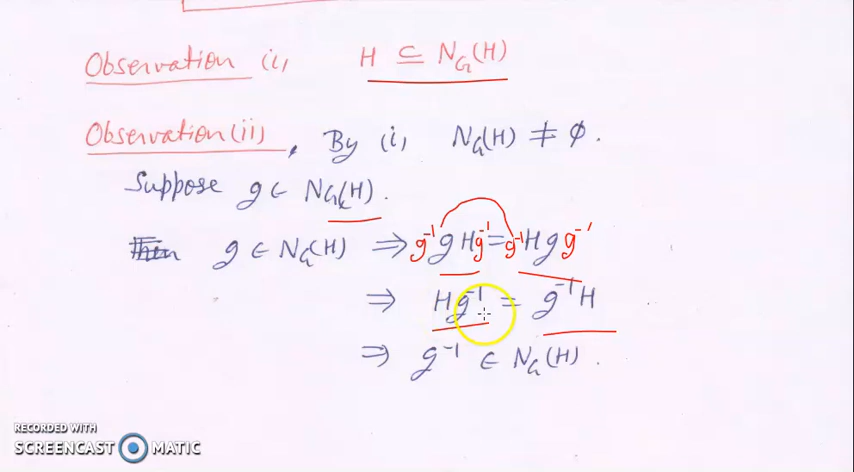 Observation (i) H ⊆ N_G(H)
Observation (ii), By (i) N_G(H) ≠ φ.
Suppose g ∈ N_G(H).
g ∈ N_G(H) ⇒ g⁻¹gHg⁻¹ = g⁻¹Hgg⁻¹
⇒ Hg⁻¹ = g⁻¹H
⇒ g⁻¹ ∈ N_G(H).
RECORDED WITH
SCREENCAST MATIC